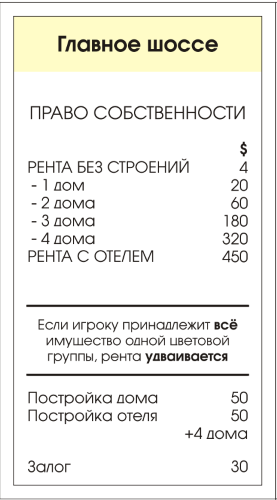 Главное шоссе
ПРАВО СОБСТВЕННОСТИ
$
РЕНТА БЕЗ СТРОЕНИЙ 4
- 1 дом 20
- 2 дома 60
- 3 дома 180
- 4 дома 320
РЕНТА С ОТЕЛЕМ 450
Если игроку принадлежит всё
имущество одной цветовой
группы, рента удваивается
Постройка дома 50
Постройка отеля 50
+4 дома
Залог 30